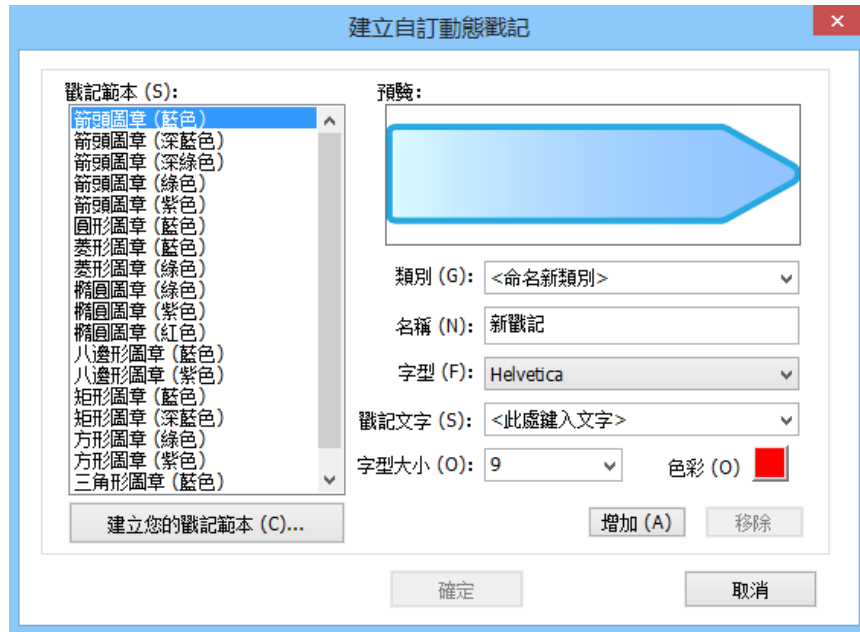 建立自訂動態戳記
戳記範本 (S):
箭頭圖章 (藍色)
箭頭圖章 (深藍色)
箭頭圖章 (深綠色)
箭頭圖章 (綠色)
箭頭圖章 (紫色)
圓形圖章 (藍色)
菱形圖章 (藍色)
菱形圖章 (綠色)
橢圓圖章 (綠色)
橢圓圖章 (紫色)
橢圓圖章 (紅色)
八邊形圖章 (藍色)
八邊形圖章 (紫色)
矩形圖章 (藍色)
矩形圖章 (深藍色)
方形圖章 (綠色)
方形圖章 (紫色)
三角形圖章 (藍色)
建立您的戳記範本 (C)...
預覽:
類別 (G): <命名新類別>
名稱 (N): 新戳記
字型 (F): Helvetica
戳記文字 (S): <此處鍵入文字>
字型大小 (O): 9 色彩 (O)
增加 (A) 移除
確定 取消